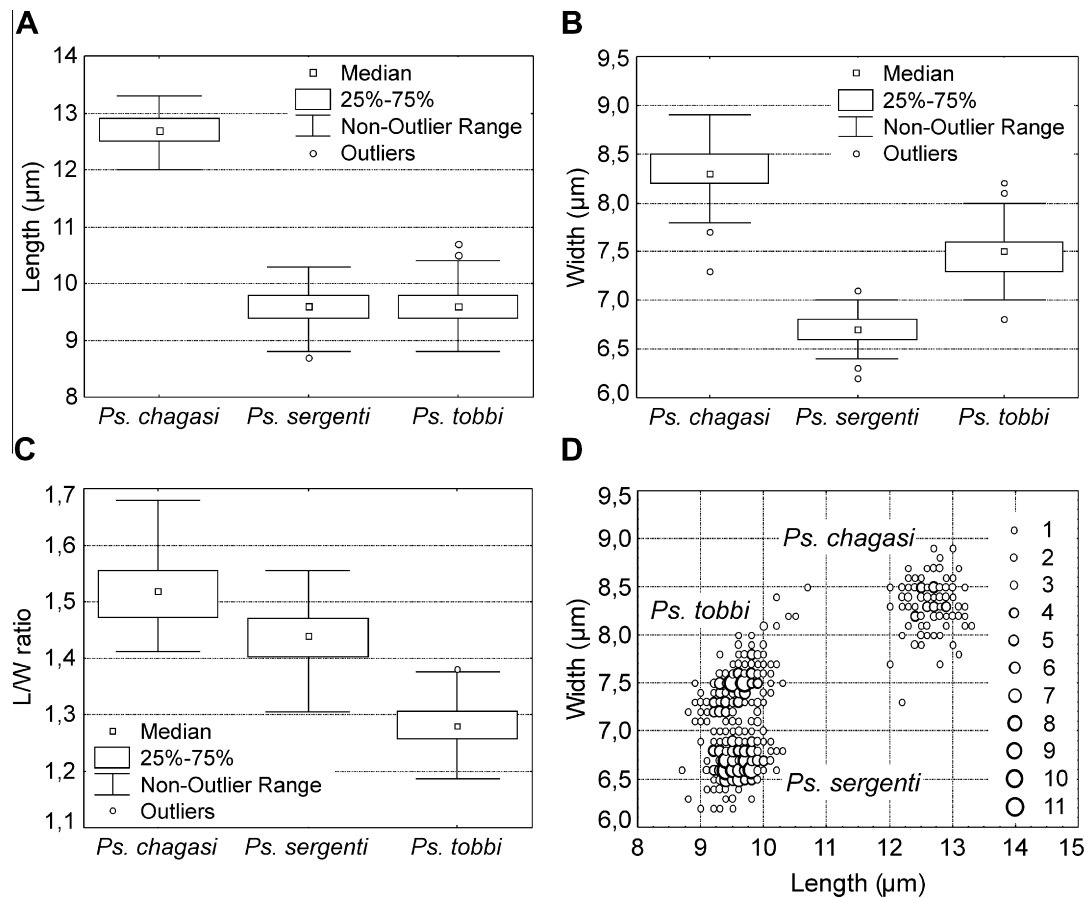 A
14
13
12
11
10
9
8
Length (µm)
Median
25%-75%
Non-Outlier Range
Outliers
Ps. chagasi
Ps. sergenti
Ps. tobbi
B
9,5
9,0
8,5
8,0
7,5
7,0
6,5
6,0
Width (µm)
Median
25%-75%
Non-Outlier Range
Outliers
Ps. chagasi
Ps. sergenti
Ps. tobbi
C
1,7
1,6
1,5
1,4
1,3
1,2
1,1
L/W ratio
Median
25%-75%
Non-Outlier Range
Outliers
Ps. chagasi
Ps. sergenti
Ps. tobbi
D
9,5
9,0
8,5
8,0
7,5
7,0
6,5
6,0
Width (µm)
Ps. chagasi
Ps. tobbi
Ps. sergenti
1
2
3
4
5
6
7
8
9
10
11
8 9 10 11 12 13 14 15
Length (µm)